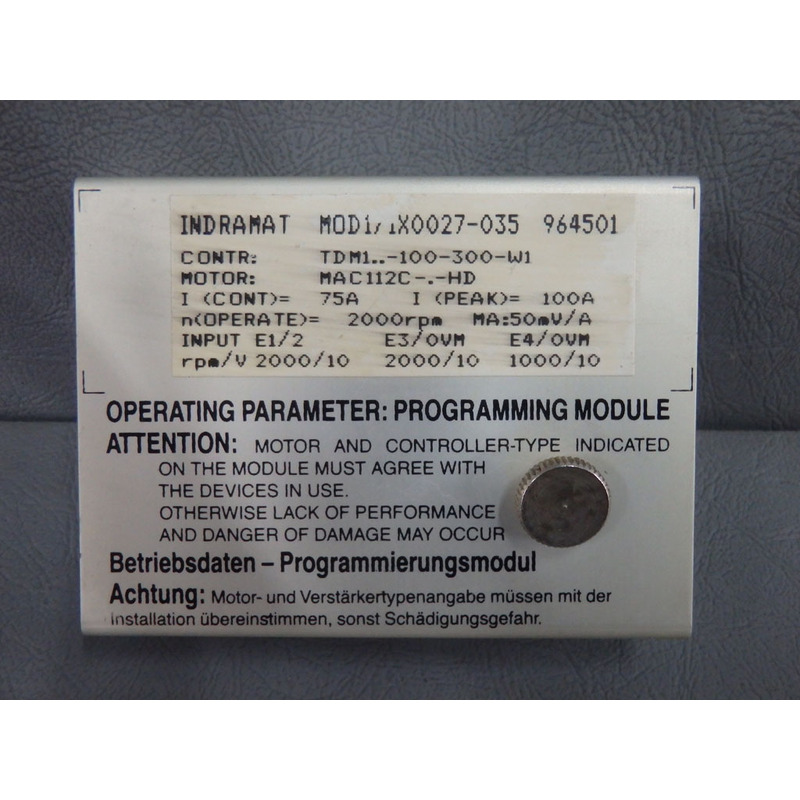 INDRAMAT MOD1/1X0027-035 964501
CONTR: TDM1..-100-300-W1
MOTOR: MAC112C-.-HD
I (CONT)= 75A I (PEAK)= 100A
n(OPERATE)= 2000rpm MA:50mV/A
INPUT E1/2 E3/0VM E4/0VM
rpm/V 2000/10 2000/10 1000/10
OPERATING PARAMETER: PROGRAMMING MODULE
ATTENTION: MOTOR AND CONTROLLER-TYPE INDICATED
ON THE MODULE MUST AGREE WITH
THE DEVICES IN USE.
OTHERWISE LACK OF PERFORMANCE
AND DANGER OF DAMAGE MAY OCCUR
Betriebsdaten – Programmierungsmodul
Achtung: Motor- und Verstärkertypenangabe müssen mit der
Installation übereinstimmen, sonst Schädigungsgefahr.